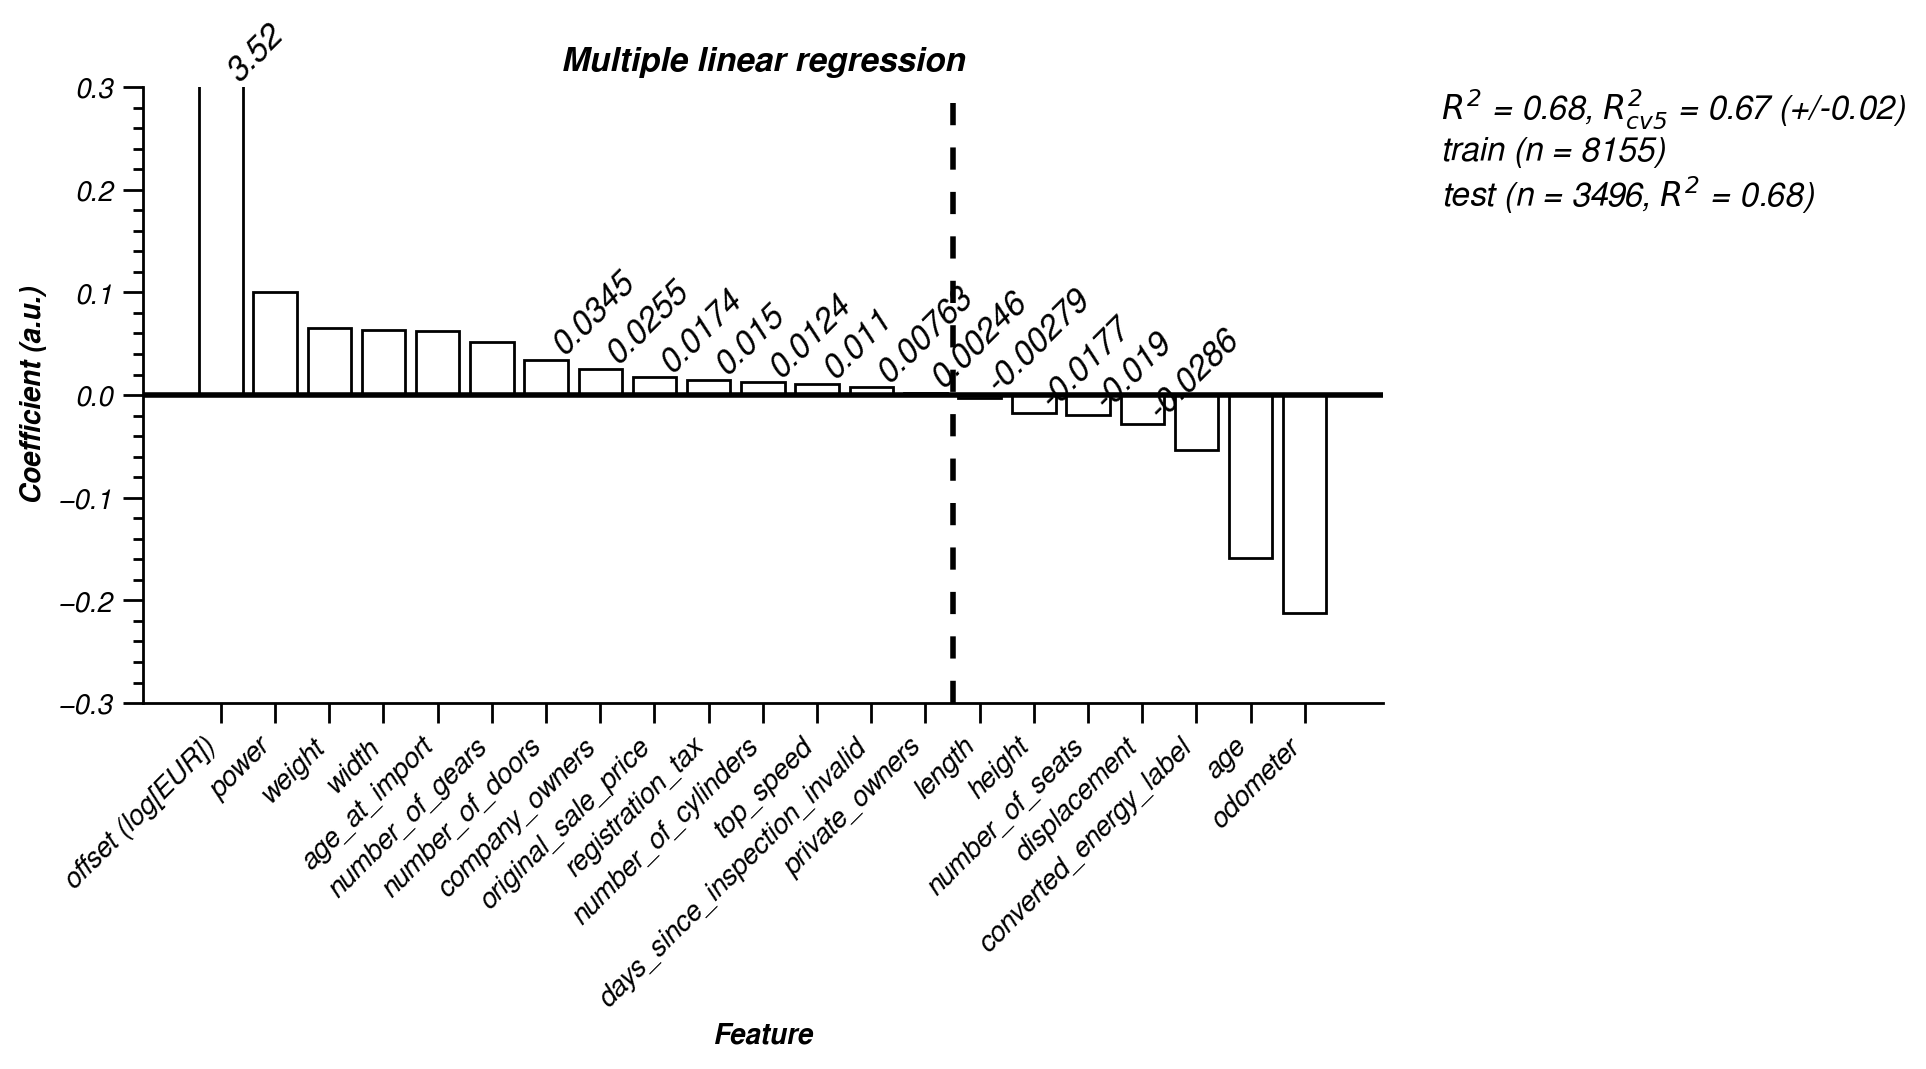 Multiple linear regression
3.52
0.0345
0.0255
0.0174
0.015
0.0124
0.011
0.00763
0.00246
-0.00279
-0.0177
-0.019
-0.0286
R² = 0.68, R²cv5 = 0.67 (+/-0.02)
train (n = 8155)
test (n = 3496, R² = 0.68)
Coefficient (a.u.)
0.3
0.2
0.1
0.0
−0.1
−0.2
−0.3
offset (log[EUR])
power
weight
width
age_at_import
number_of_gears
number_of_doors
company_owners
original_sale_price
registration_tax
number_of_cylinders
top_speed
days_since_inspection_invalid
private_owners
length
height
number_of_seats
displacement
converted_energy_label
age
odometer
Feature